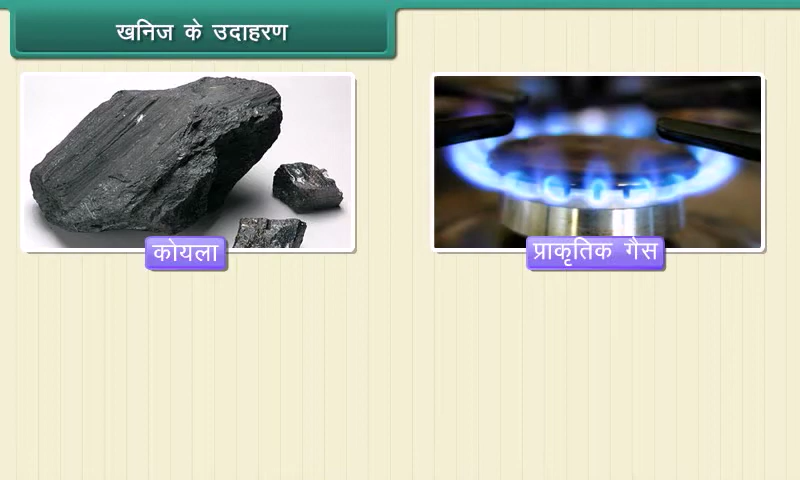 खनिज के उदाहरण
कोयला
प्राकृतिक गैस